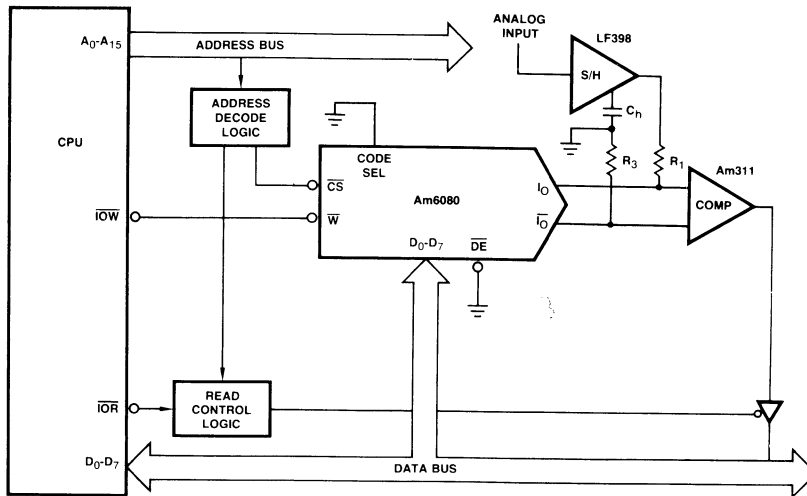 ANALOG
INPUT
LF398
A0-A15
ADDRESS BUS
S/H
Ch
ADDRESS
DECODE
LOGIC
CPU
CODE
SEL
R3
R1
Am311
CS
Am6080
IO
COMP
IOW
W
IO
D0-D7
DE
IOR
READ
CONTROL
LOGIC
D0-D7
DATA BUS